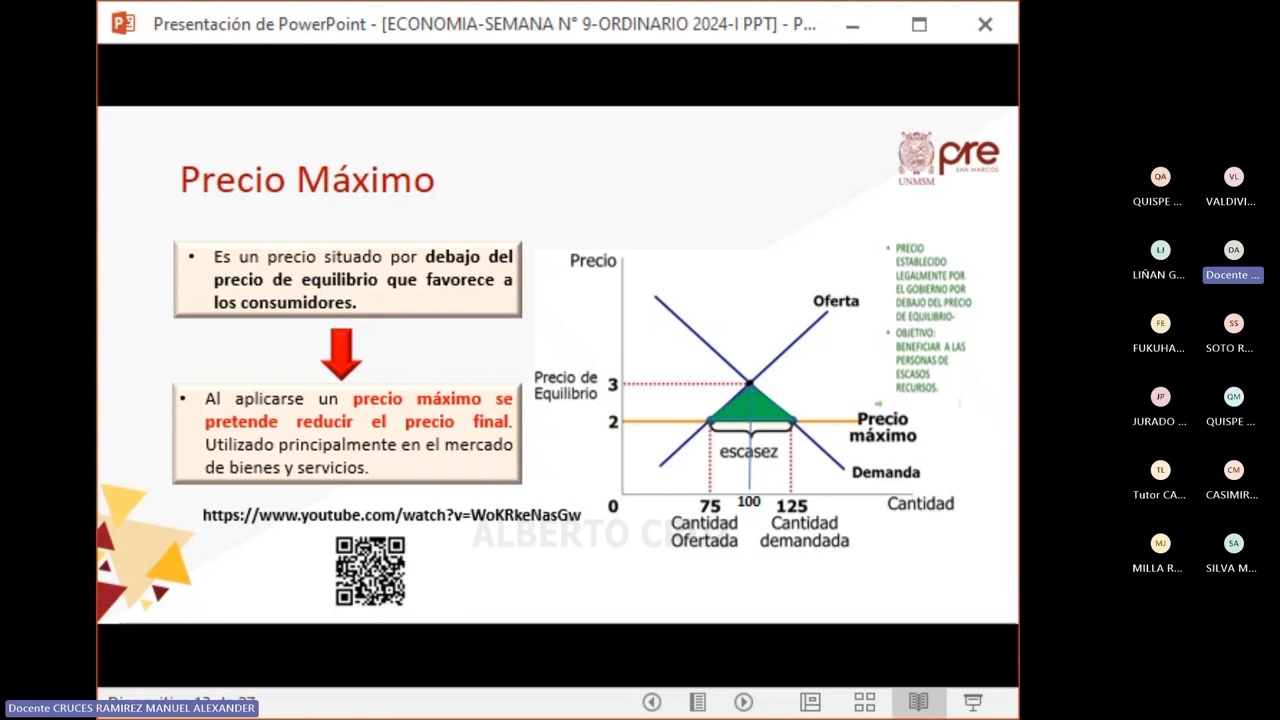 Presentación de PowerPoint - [ECONOMIA-SEMANA N° 9-ORDINARIO 2024-I PPT] - P...
pre
SAN MARCOS
UNMSM
Precio Máximo
• Es un precio situado por debajo del
precio de equilibrio que favorece a
los consumidores.
• Al aplicarse un precio máximo se
pretende reducir el precio final.
Utilizado principalmente en el mercado
de bienes y servicios.
https://www.youtube.com/watch?v=WoKRkeNasGw
Precio
Oferta
Precio de
Equilibrio
3
2
Precio
máximo
escasez
Demanda
0
75
100
125
Cantidad
Cantidad
Ofertada
Cantidad
demandada
• PRECIO
ESTABLECIDO
LEGALMENTE POR
EL GOBIERNO POR
DEBAJO DEL PRECIO
DE EQUILIBRIO-
• OBJETIVO:
BENEFICIAR A LAS
PERSONAS DE
ESCASOS
RECURSOS.
ALBERTO
QA
QUISPE ...
VL
VALDIVI...
LJ
LIÑAN G...
DA
Docente ...
FE
FUKUHA...
SS
SOTO R...
JP
JURADO ...
QM
QUISPE ...
TL
Tutor CA...
CM
CASIMIR...
MJ
MILLA R...
SA
SILVA M...
Docente CRUCES RAMIREZ MANUEL ALEXANDER